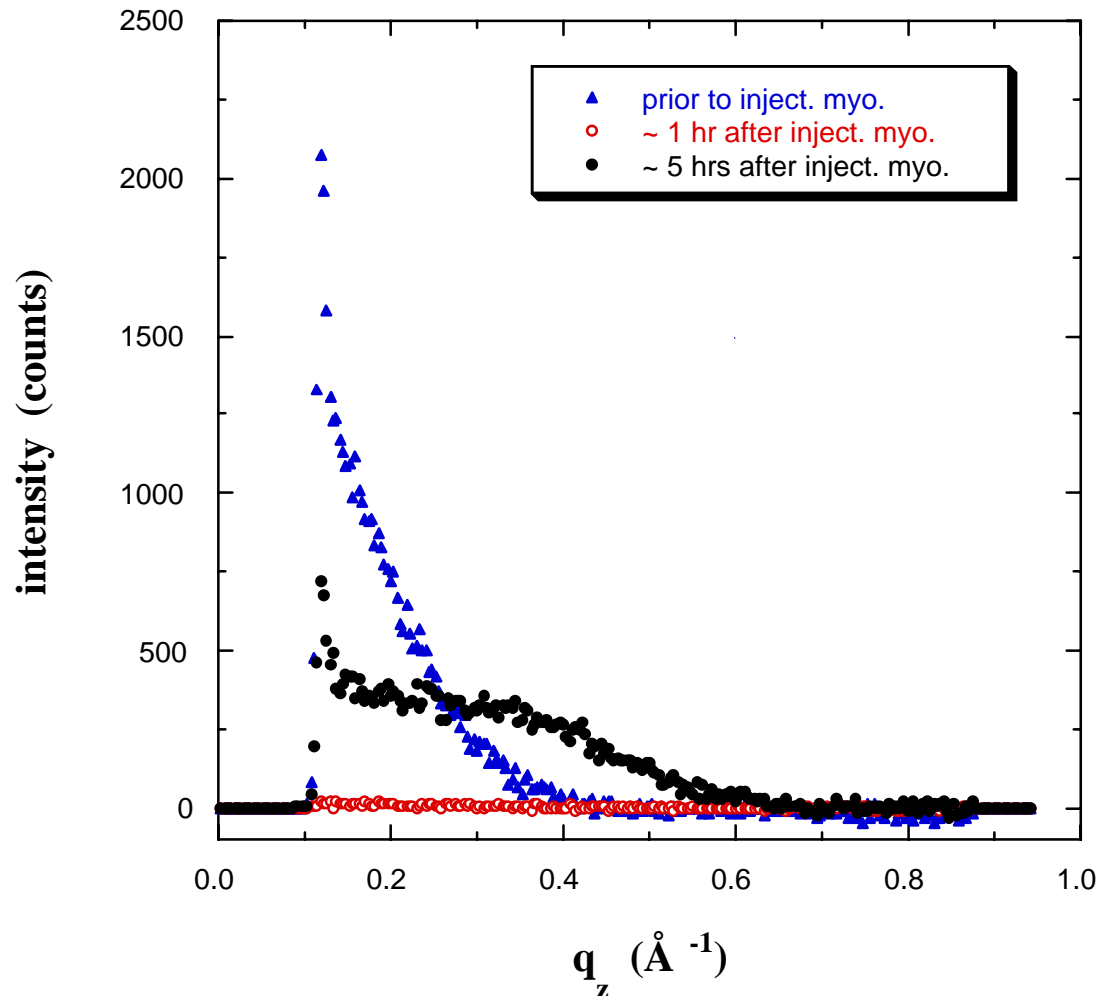 2500
2000
1500
1000
500
0
intensity (counts)
prior to inject. myo.
~ 1 hr after inject. myo.
~ 5 hrs after inject. myo.
0.0 0.2 0.4 0.6 0.8 1.0
q_z (Å ⁻¹)